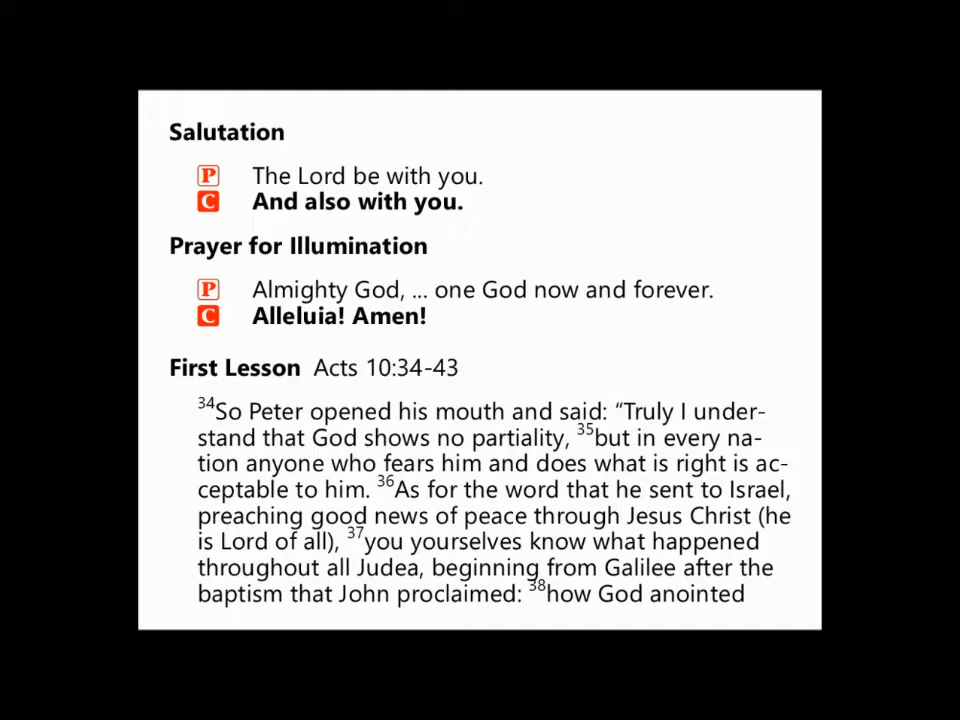 Salutation
P The Lord be with you.
C And also with you.
Prayer for Illumination
P Almighty God, ... one God now and forever.
C Alleluia! Amen!
First Lesson Acts 10:34-43
34So Peter opened his mouth and said: “Truly I under-
stand that God shows no partiality, 35but in every na-
tion anyone who fears him and does what is right is ac-
ceptable to him. 36As for the word that he sent to Israel,
preaching good news of peace through Jesus Christ (he
is Lord of all), 37you yourselves know what happened
throughout all Judea, beginning from Galilee after the
baptism that John proclaimed: 38how God anointed